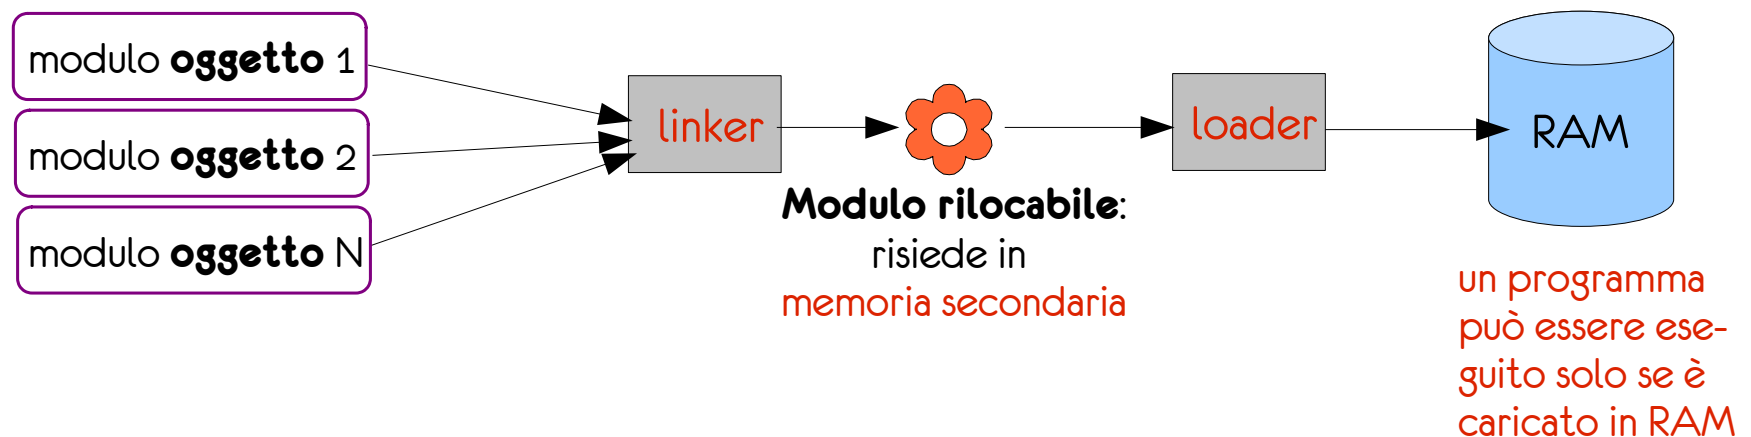 modulo oggetto 1
modulo oggetto 2
modulo oggetto N
linker
Modulo rilocabile:
risiede in
memoria secondaria
loader
RAM
un programma
può essere ese-
guito solo se è
caricato in RAM